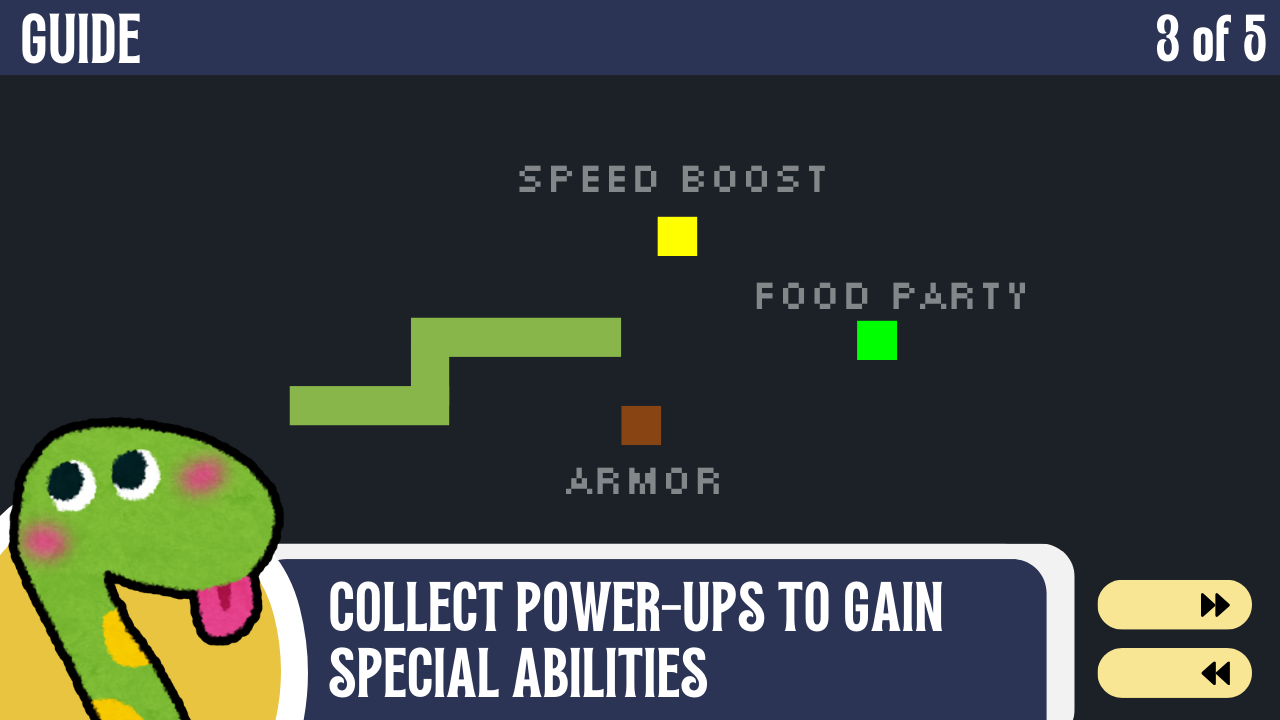 GUIDE
3 of 5
SPEED BOOST
FOOD PARTY
ARMOR
COLLECT POWER-UPS TO GAIN
SPECIAL ABILITIES